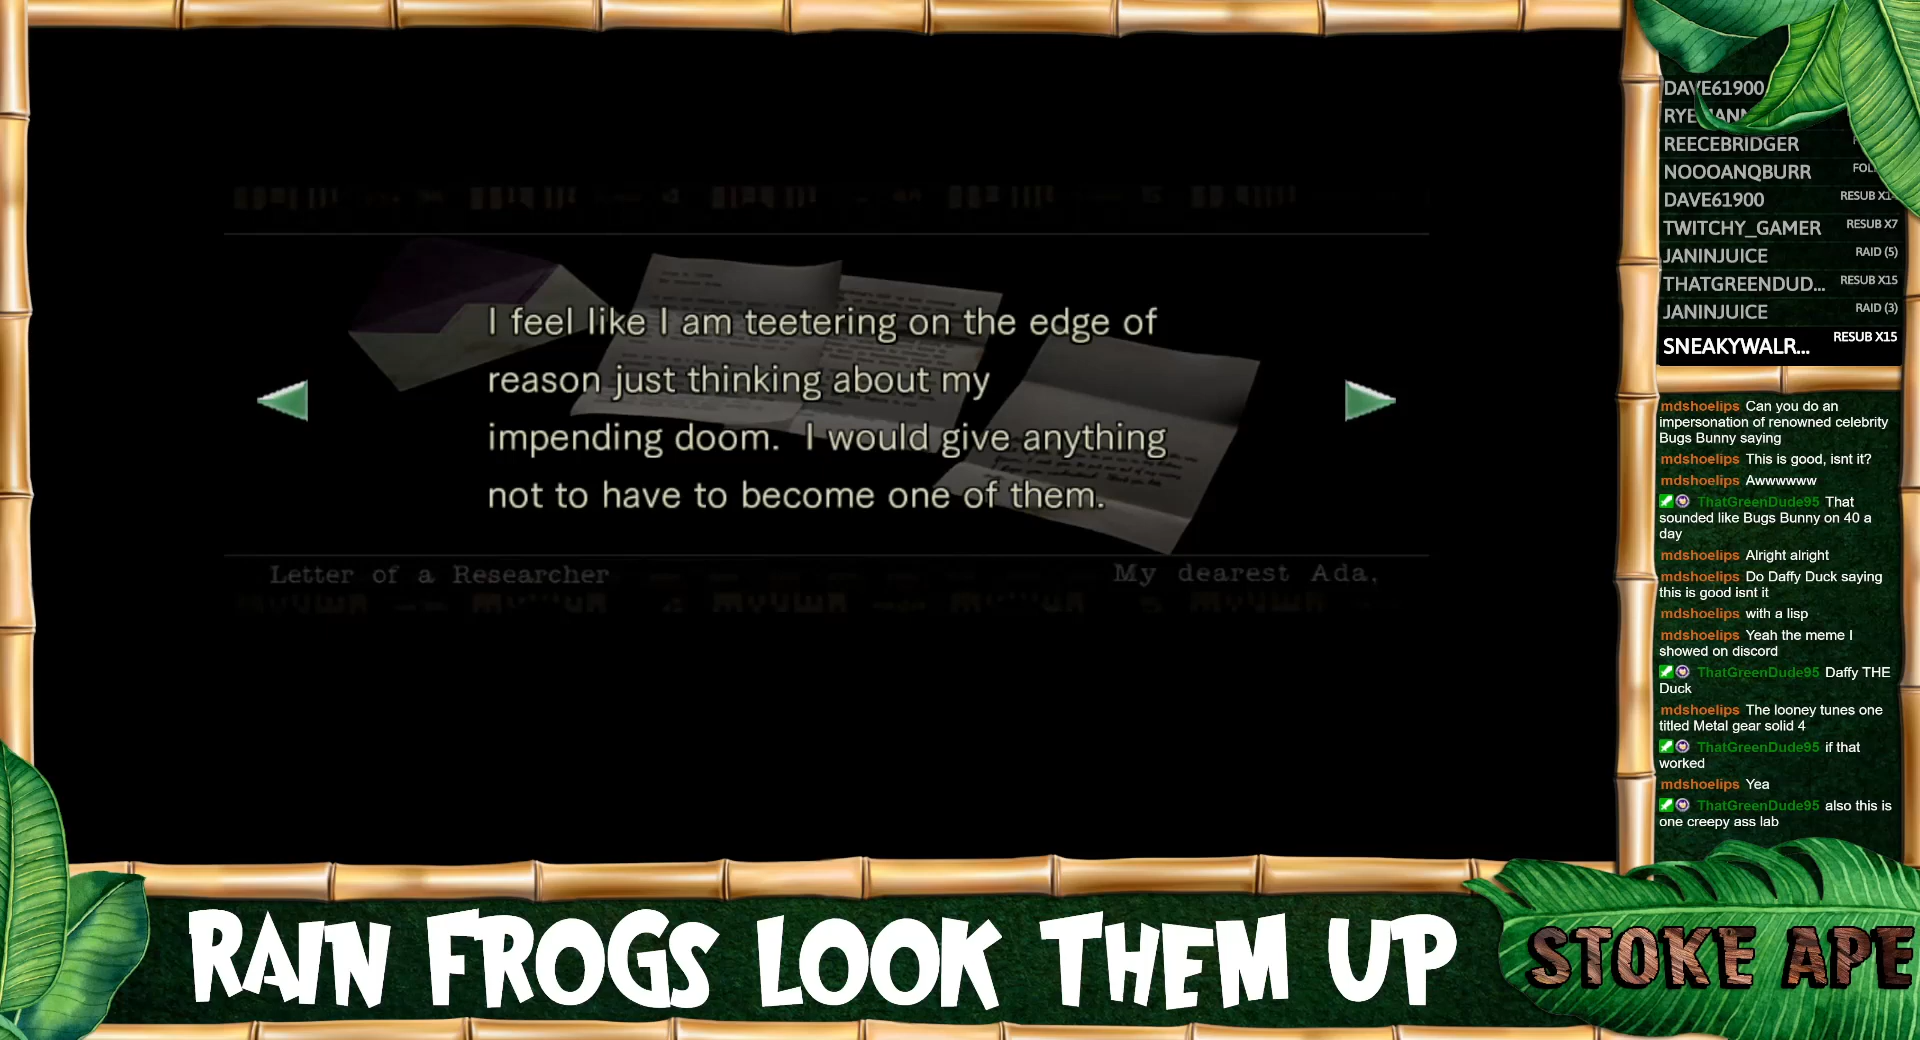 I feel like I am teetering on the edge of
reason just thinking about my
impending doom.  I would give anything
not to have to become one of them.
Letter of a Researcher
My dearest Ada,
DAVE61900
REECEBRIDGER
NOOOANQBURR
DAVE61900 RESUB
TWITCHY_GAMER RESUB X7
JANINJUICE RAID (5)
THATGREENDUD... RESUB X15
JANINJUICE RAID (3)
SNEAKYWALR... RESUB X15
mdshoelips Can you do an
impersonation of renowned celebrity
Bugs Bunny saying
mdshoelips This is good, isnt it?
mdshoelips Awwwwww
ThatGreenDude95 That
sounded like Bugs Bunny on 40 a
day
mdshoelips Alright alright
mdshoelips Do Daffy Duck saying
this is good isnt it
mdshoelips with a lisp
mdshoelips Yeah the meme I
showed on discord
ThatGreenDude95 Daffy THE
Duck
mdshoelips The looney tunes one
titled Metal gear solid 4
ThatGreenDude95 if that
worked
mdshoelips Yea
ThatGreenDude95 also this is
one creepy ass lab
RAIN FROGS LOOK THEM UP
STOKE APE